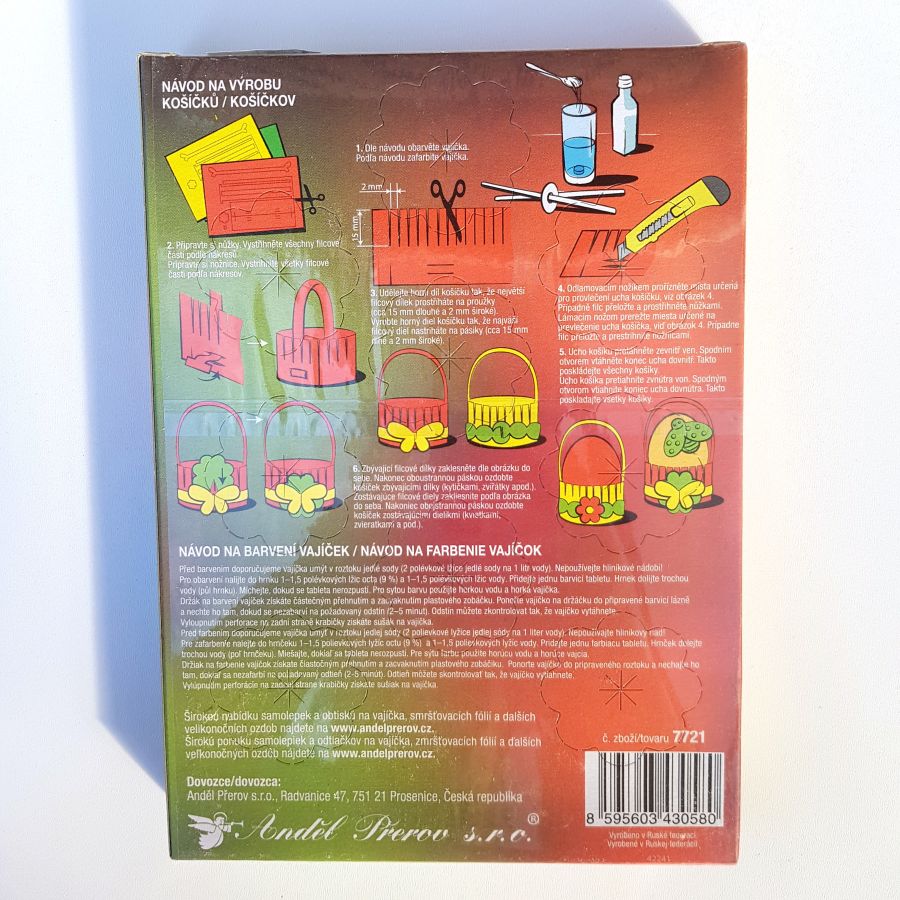 NÁVOD NA VÝROBU
KOŠÍČKŮ / KOŠÍČKOV
1. Dle návodu obarvěte vajíčka.
Podľa návodu zafarbite vajíčka.
2 mm
15 mm
2. Připravte si nůžky. Vystřihněte všechny filcové
části podle nákresů.
Pripravte si nožnice. Vystrihnite všetky filcové
časti podľa nákresov.
3. Udělejte horní díl košíčku tak, že největší
filcový dílek prostříháte na proužky
(cca 15 mm dlouhé a 2 mm široké).
Vyrobte horný diel košíčku tak, že najväčší
filcový diel nastriháte na pásiky (cca 15 mm
dlhé a 2 mm široké).
4. Odlamovacím nožíkem prořízněte místa určená
pro provlečení ucha košíčku, viz obrázek 4.
Případně filc přeložte a prostřihněte nůžkami.
Lámacím nožom prerežte miesta určené na
prevlečenie ucha košíčka, viď obrázok 4. Prípadne
filc preložte a prestrihnite nožnicami.
5. Ucho košíku protáhněte zevnitř ven. Spodním
otvorem vtáhněte konec ucha dovnitř. Takto
poskládejte všechny košíky.
Ucho košíka pretiahnite zvnútra von. Spodným
otvorom vtiahnite koniec ucha dovnútra. Takto
poskladajte všetky košíky.
6. Zbývající filcové dílky zaklesněte dle obrázku do
sebe. Nakonec oboustrannou páskou ozdobte
košíček zbývajícími dílky (kytičkami, zvířátky apod.).
Zostávajúce filcové diely zakliesnite podľa obrázka
do seba. Nakoniec obojstrannou páskou ozdobte
košíček zostávajúcimi dielikmi (kvietkami,
zvieratkami a pod.).
NÁVOD NA BARVENÍ VAJÍČEK / NÁVOD NA FARBENIE VAJÍČOK
Před barvením doporučujeme vajíčka umýt v roztoku jedlé sody (2 polévkové lžíce jedlé sody na 1 litr vody). Nepoužívejte hliníkové nádobí!
Pro obarvení nalijte do hrnku 1–1,5 polévkových lžic octa (9 %) a 1–1,5 polévkových lžic vody. Přidejte jednu barvicí tabletu. Hrnek dolijte trochou
vody (půl hrnku). Míchejte, dokud se tableta nerozpustí. Pro sytou barvu použijte horkou vodu a horká vajíčka.
Držák na barvení vajíček získáte částečným přehnutím a zacvaknutím plastového zobáčku. Ponořte vajíčko na držáčku do připravené barvicí lázně
a nechte ho tam, dokud se nezabarví na požadovaný odstín (2–5 minut). Odstín můžete zkontrolovat tak, že vajíčko vytáhnete.
Vyloupnutím perforace na zadní straně krabičky získáte sušák na vajíčka.
Pred farbením doporučujeme vajíčka umyť v roztoku jedlej sódy (2 polievkové lyžice jedlej sódy na 1 liter vody). Nepoužívajte hliníkový riad!
Pre zafarbenie nalejte do hrnčeka 1–1,5 polievkových lyžíc octu (9 %) a 1–1,5 polievkových lyžíc vody. Pridajte jednu farbiacu tabletu. Hrnček dolejte
trochou vody (pol hrnčeku). Miešajte, dokiaľ sa tableta nerozpustí. Pre sýtu farbu použite horúcu vodu a horúce vajcia.
Držiak na farbenie vajíčok získate čiastočným prehnutím a zacvaknutím plastového zobáčiku. Ponorte vajíčko do pripraveného roztoku a nechajte ho
tam, dokiaľ sa nezafarbí na požadovaný odtieň (2–5 minút). Odtieň môžete skontrolovať tak, že vajíčko vytiahnete.
Vylúpnutím perforácie na zadnej strane krabičky získate sušiak na vajíčka.
Širokou nabídku samolepek a obtisků na vajíčka, smršťovacích fólií a dalších
velikonočních ozdob najdete na www.andelprerov.cz.
Širokú ponuku samolepiek a odtlačkov na vajíčka, zmršťovacích fólií a ďalších
veľkonočných ozdôb nájdete na www.andelprerov.cz.
č. zboží/tovaru 7721
Dovozce/dovozca:
Anděl Přerov s.r.o., Radvanice 47, 751 21 Prosenice, Česká republika
Anděl Přerov s.r.o.®
8 595603 430580
Vyrobeno v Ruské federaci
Vyrobené v Ruskej federácii
42241